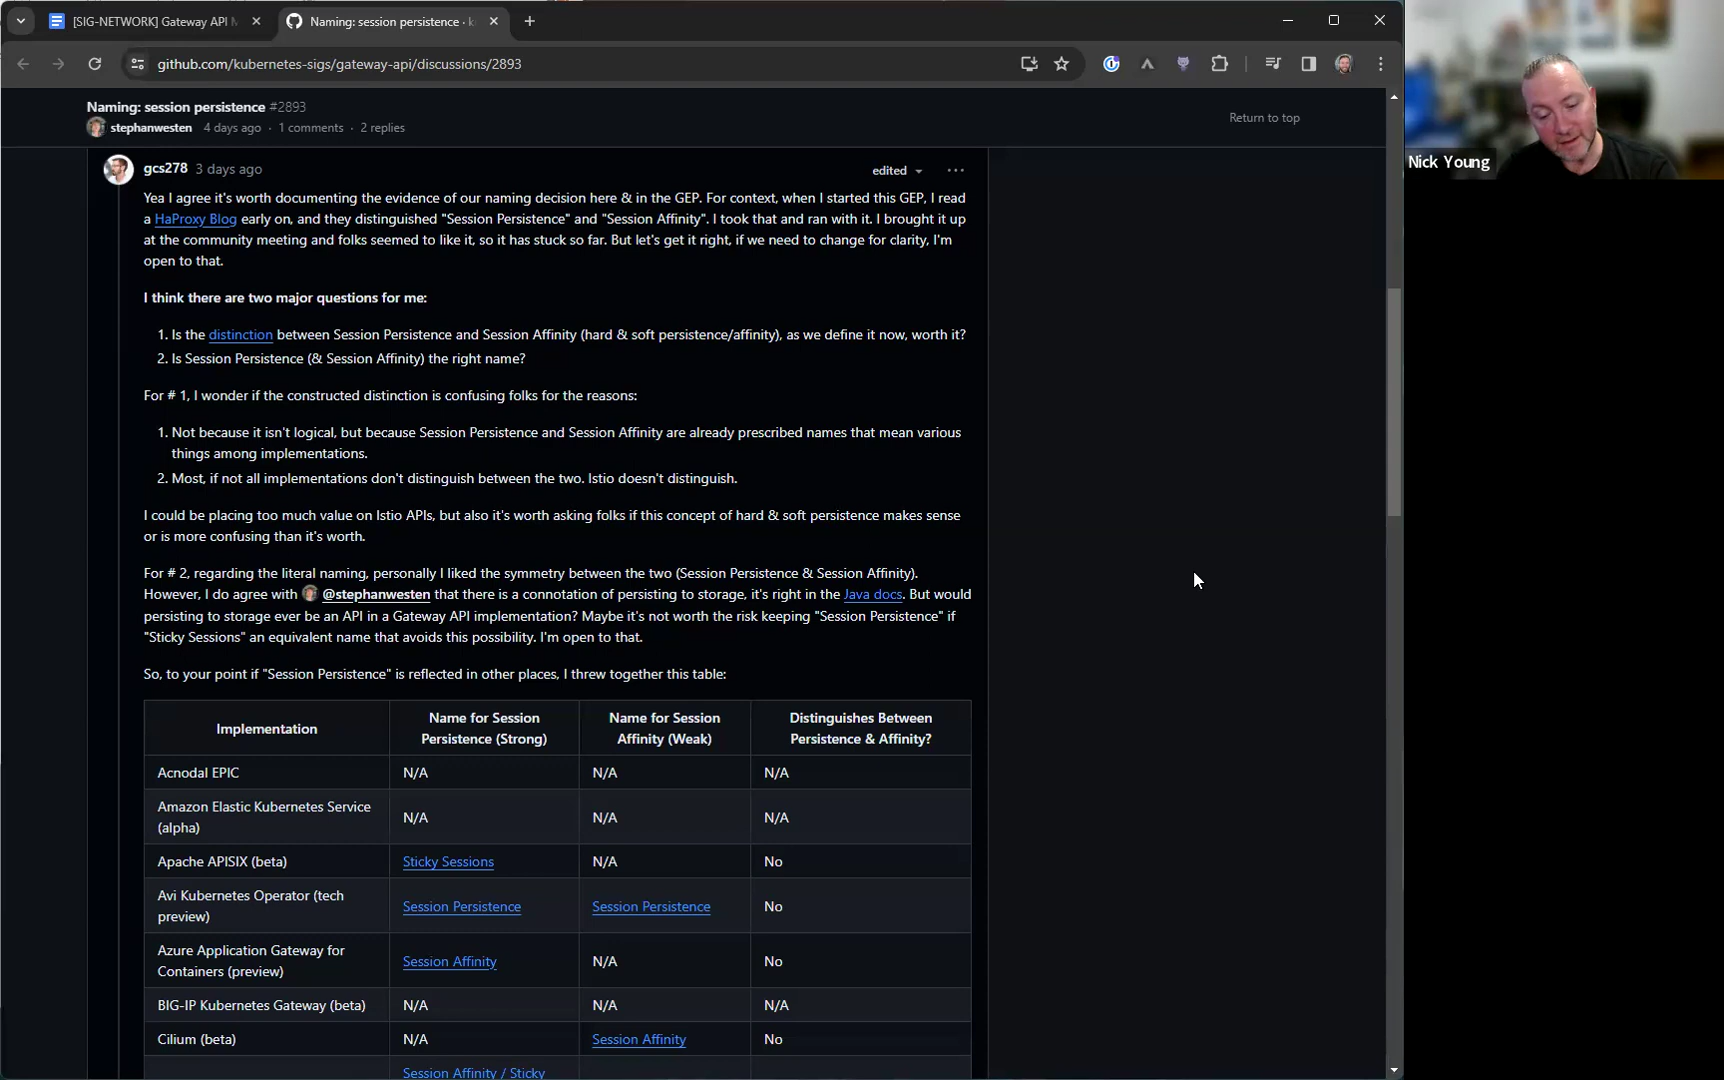 [SIG-NETWORK] Gateway API M
Naming: session persistence · k
github.com/kubernetes-sigs/gateway-api/discussions/2893
Naming: session persistence #2893
stephanwesten 4 days ago · 1 comments · 2 replies
Return to top
Nick Young
gcs278 3 days ago
edited
Yea I agree it's worth documenting the evidence of our naming decision here & in the GEP. For context, when I started this GEP, I read
a HaProxy Blog early on, and they distinguished "Session Persistence" and "Session Affinity". I took that and ran with it. I brought it up
at the community meeting and folks seemed to like it, so it has stuck so far. But let's get it right, if we need to change for clarity, I'm
open to that.
I think there are two major questions for me:
1. Is the distinction between Session Persistence and Session Affinity (hard & soft persistence/affinity), as we define it now, worth it?
2. Is Session Persistence (& Session Affinity) the right name?
For # 1, I wonder if the constructed distinction is confusing folks for the reasons:
1. Not because it isn't logical, but because Session Persistence and Session Affinity are already prescribed names that mean various
things among implementations.
2. Most, if not all implementations don't distinguish between the two. Istio doesn't distinguish.
I could be placing too much value on Istio APIs, but also it's worth asking folks if this concept of hard & soft persistence makes sense
or is more confusing than it's worth.
For # 2, regarding the literal naming, personally I liked the symmetry between the two (Session Persistence & Session Affinity).
However, I do agree with @stephanwesten that there is a connotation of persisting to storage, it's right in the Java docs. But would
persisting to storage ever be an API in a Gateway API implementation? Maybe it's not worth the risk keeping "Session Persistence" if
"Sticky Sessions" an equivalent name that avoids this possibility. I'm open to that.
So, to your point if "Session Persistence" is reflected in other places, I threw together this table:
Implementation
Name for Session
Persistence (Strong)
Name for Session
Affinity (Weak)
Distinguishes Between
Persistence & Affinity?
Acnodal EPIC N/A N/A N/A
Amazon Elastic Kubernetes Service
(alpha) N/A N/A N/A
Apache APISIX (beta) Sticky Sessions N/A No
Avi Kubernetes Operator (tech
preview) Session Persistence Session Persistence No
Azure Application Gateway for
Containers (preview) Session Affinity N/A No
BIG-IP Kubernetes Gateway (beta) N/A N/A N/A
Cilium (beta) N/A Session Affinity No
Session Affinity / Sticky